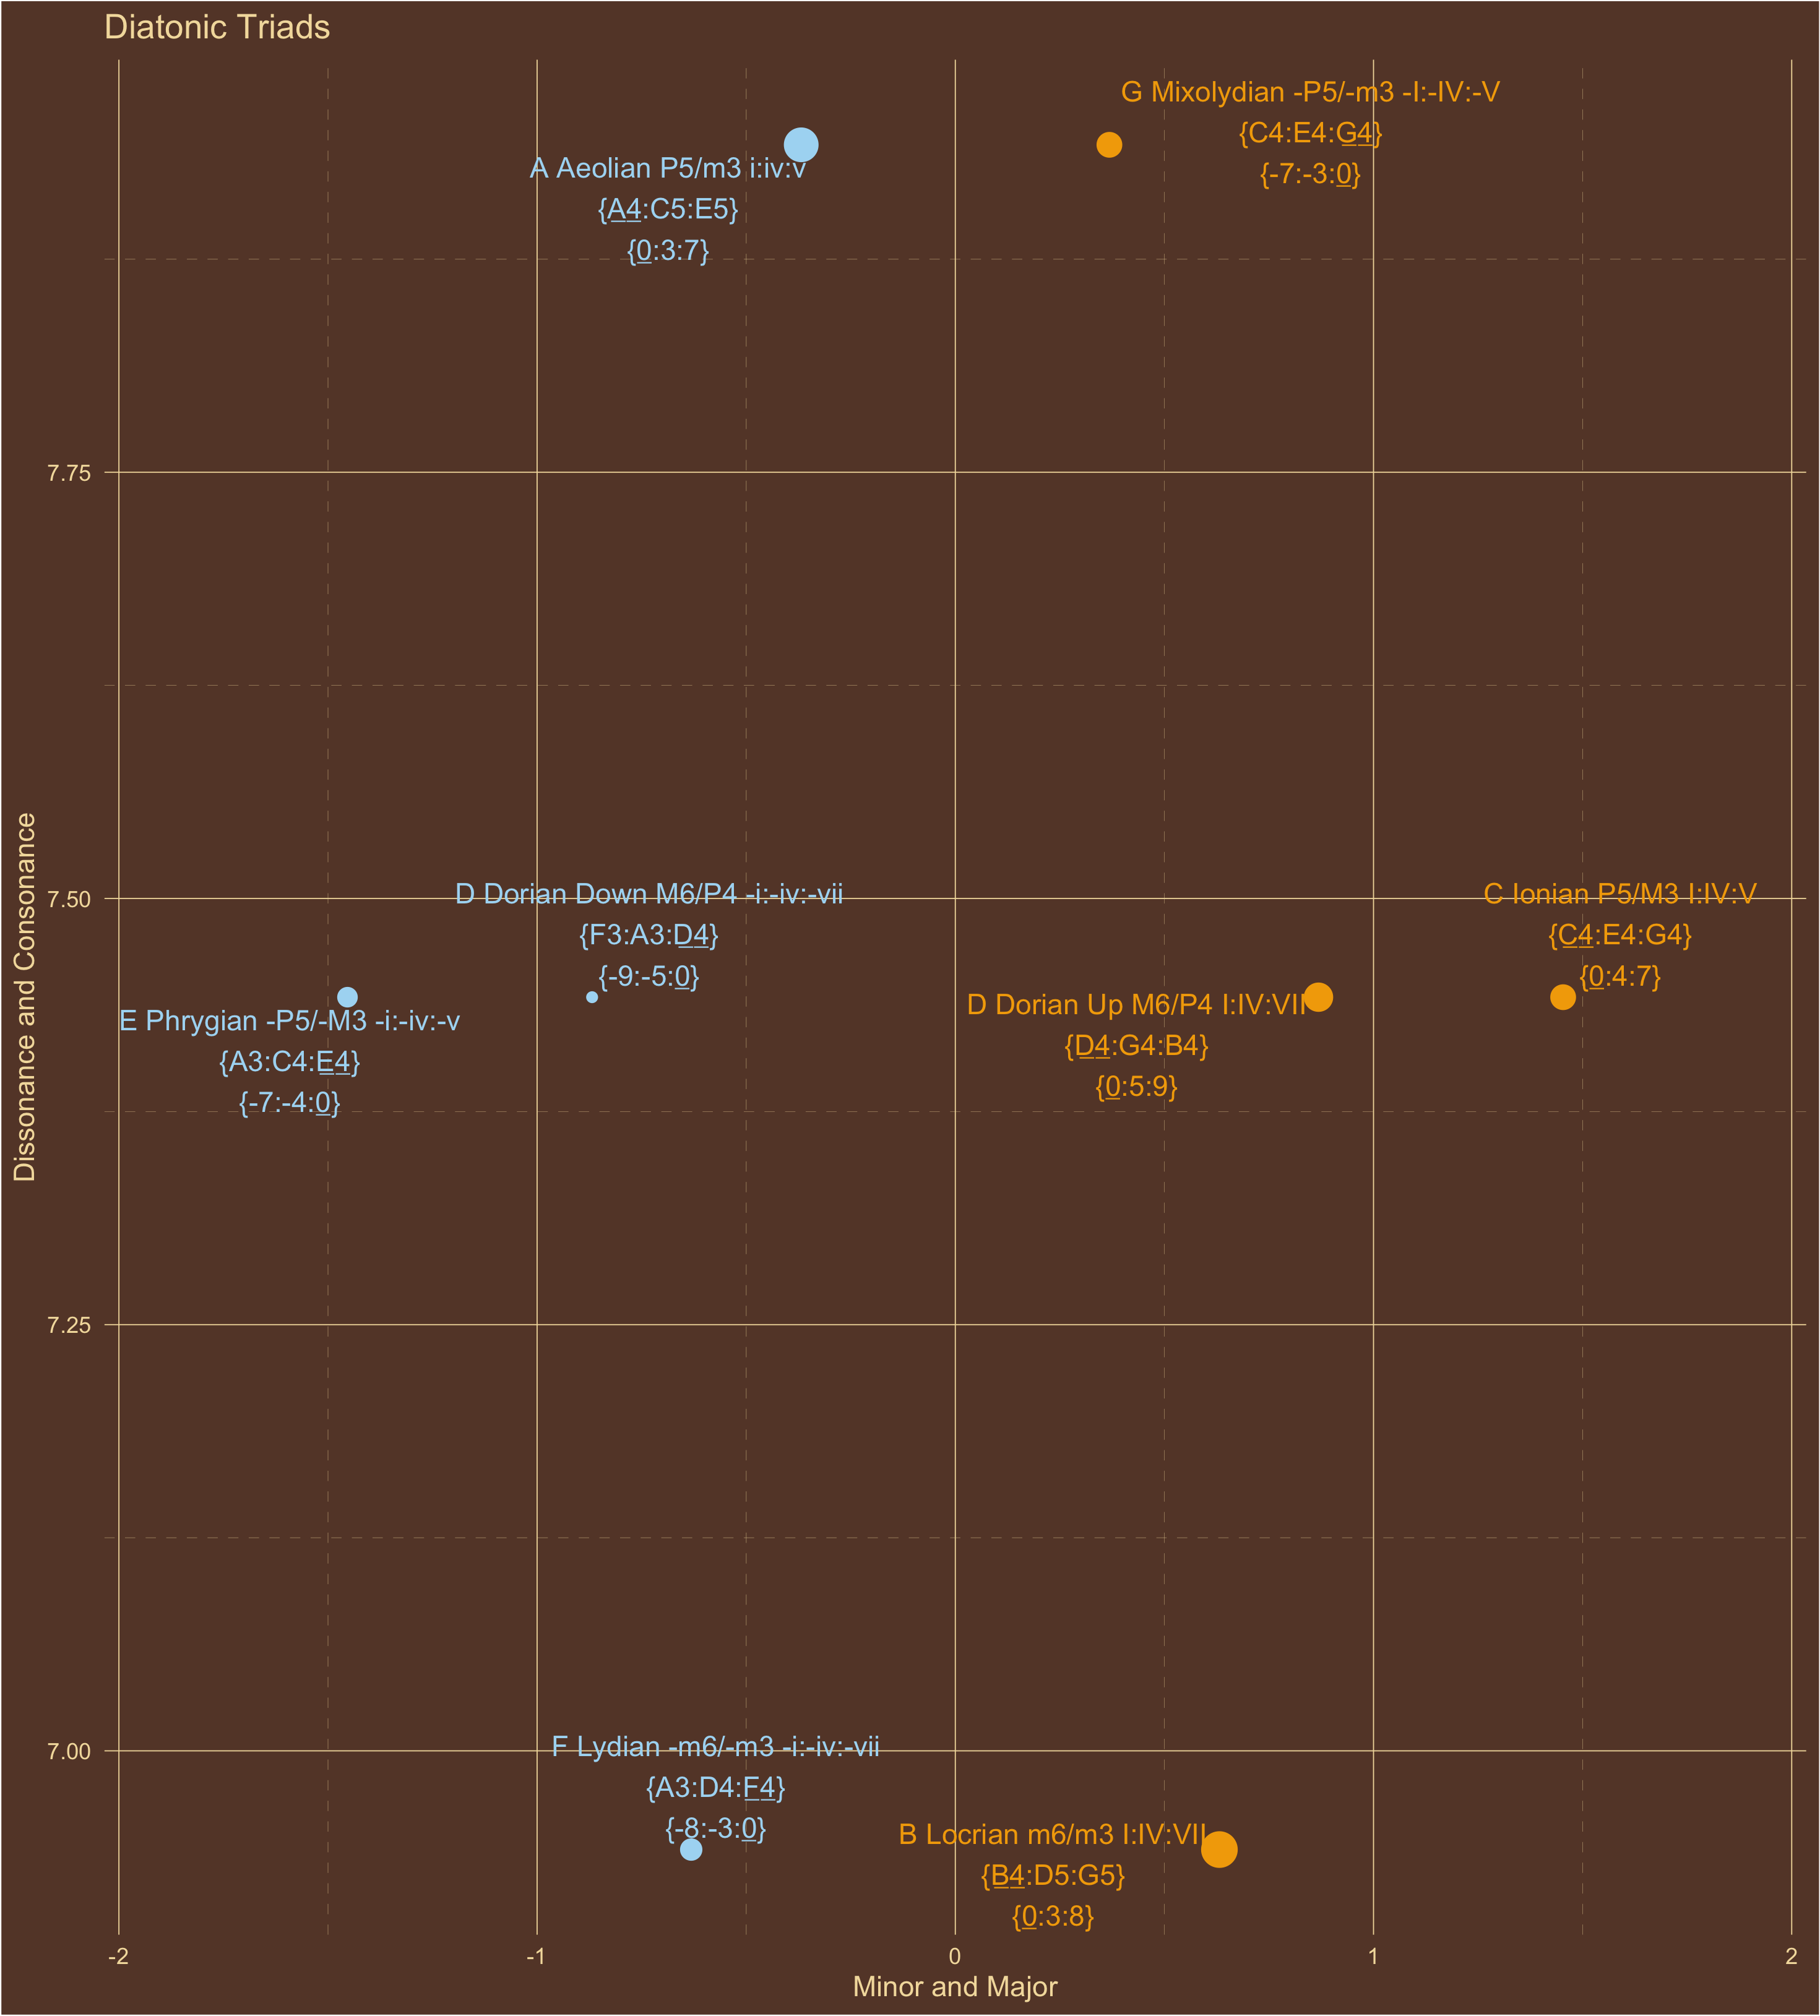 Diatonic Triads
G Mixolydian -P5/-m3 -I:-IV:-V
{C4:E4:G4}
{-7:-3:0}
A Aeolian P5/m3 i:iv:v
{A4:C5:E5}
{0:3:7}
7.75
7.50
D Dorian Down M6/P4 -i:-iv:-vii
{F3:A3:D4}
{-9:-5:0}
C Ionian P5/M3 I:IV:V
{C4:E4:G4}
{0:4:7}
E Phrygian -P5/-M3 -i:-iv:-v
{A3:C4:E4}
{-7:-4:0}
D Dorian Up M6/P4 I:IV:VII
{D4:G4:B4}
{0:5:9}
Dissonance and Consonance
7.25
7.00
F Lydian -m6/-m3 -i:-iv:-vii
{A3:D4:F4}
{-8:-3:0}
B Locrian m6/m3 I:IV:VII
{B4:D5:G5}
{0:3:8}
-2 -1 0 1 2
Minor and Major